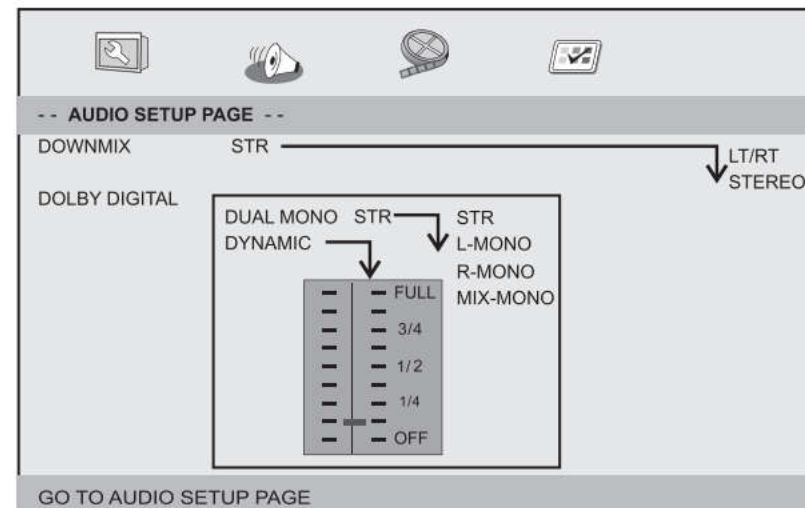 - - AUDIO SETUP PAGE - -
DOWNMIX STR LT/RT
STEREO
DOLBY DIGITAL
DUAL MONO STR STR
DYNAMIC L-MONO
R-MONO
FULL MIX-MONO
3/4
1/2
1/4
OFF
GO TO AUDIO SETUP PAGE